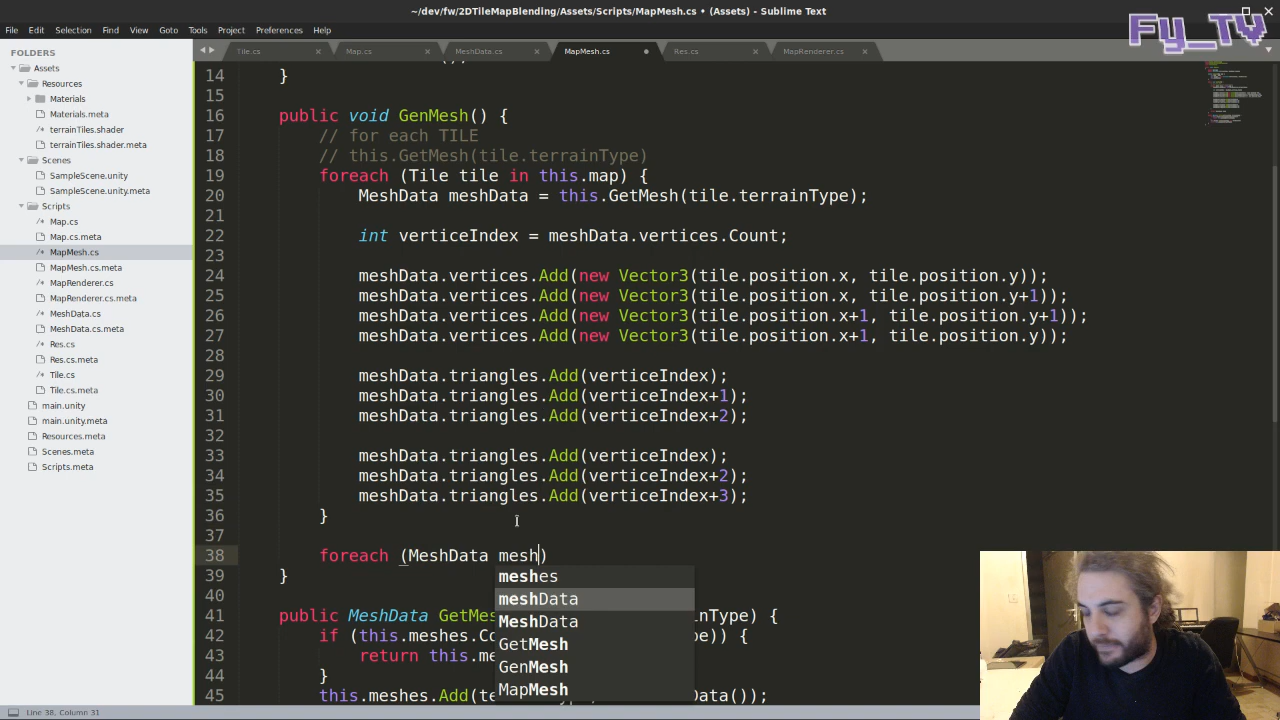 ~/dev/fw/2DTileMapBlending/Assets/Scripts/MapMesh.cs • (Assets) - Sublime Text
Fy_TV
File Edit Selection Find View Goto Tools Project Preferences Help
FOLDERS
Assets
Resources
Materials
Materials.meta
terrainTiles.shader
terrainTiles.shader.meta
Scenes
SampleScene.unity
SampleScene.unity.meta
Scripts
Map.cs
Map.cs.meta
MapMesh.cs
MapMesh.cs.meta
MapRenderer.cs
MapRenderer.cs.meta
MeshData.cs
MeshData.cs.meta
Res.cs
Res.cs.meta
Tile.cs
Tile.cs.meta
main.unity
main.unity.meta
Resources.meta
Scenes.meta
Scripts.meta
Tile.cs Map.cs MeshData.cs MapMesh.cs Res.cs MapRenderer.cs
14 }
15
16 public void GenMesh() {
17 // for each TILE
18 // this.GetMesh(tile.terrainType)
19 foreach (Tile tile in this.map) {
20 MeshData meshData = this.GetMesh(tile.terrainType);
21
22 int verticeIndex = meshData.vertices.Count;
23
24 meshData.vertices.Add(new Vector3(tile.position.x, tile.position.y));
25 meshData.vertices.Add(new Vector3(tile.position.x, tile.position.y+1));
26 meshData.vertices.Add(new Vector3(tile.position.x+1, tile.position.y+1));
27 meshData.vertices.Add(new Vector3(tile.position.x+1, tile.position.y));
28
29 meshData.triangles.Add(verticeIndex);
30 meshData.triangles.Add(verticeIndex+1);
31 meshData.triangles.Add(verticeIndex+2);
32
33 meshData.triangles.Add(verticeIndex);
34 meshData.triangles.Add(verticeIndex+2);
35 meshData.triangles.Add(verticeIndex+3);
36 }
37
38 foreach (MeshData mesh)
39 }
40
41 public MeshData GetMes inType) {
42 if (this.meshes.Co e)) {
43 return this.me
44 }
45 this.meshes.Add(te Data());
meshes
meshData
MeshData
GetMesh
GenMesh
MapMesh
Line 38, Column 31